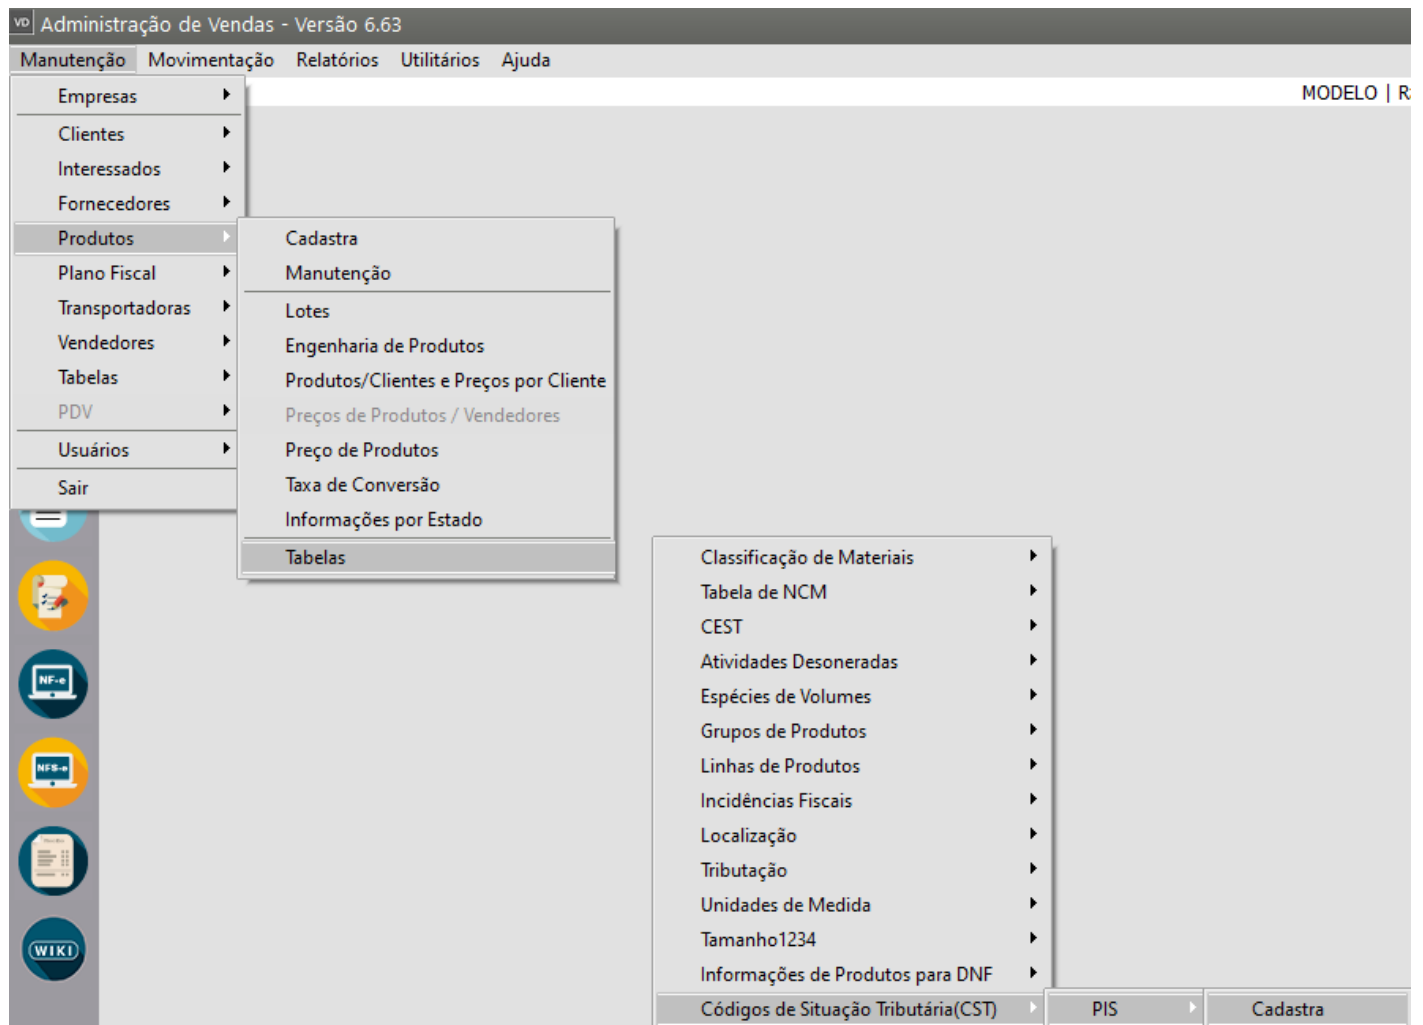 VD Administração de Vendas - Versão 6.63
Manutenção Movimentação Relatórios Utilitários Ajuda
MODELO |
Empresas
Clientes
Interessados
Fornecedores
Produtos
Plano Fiscal
Transportadoras
Vendedores
Tabelas
PDV
Usuários
Sair
Cadastra
Manutenção
Lotes
Engenharia de Produtos
Produtos/Clientes e Preços por Cliente
Preços de Produtos / Vendedores
Preço de Produtos
Taxa de Conversão
Informações por Estado
Tabelas
Classificação de Materiais
Tabela de NCM
CEST
Atividades Desoneradas
Espécies de Volumes
Grupos de Produtos
Linhas de Produtos
Incidências Fiscais
Localização
Tributação
Unidades de Medida
Tamanho1234
Informações de Produtos para DNF
Códigos de Situação Tributária(CST)
PIS
Cadastra
NF-e
NFS-e
WIKI